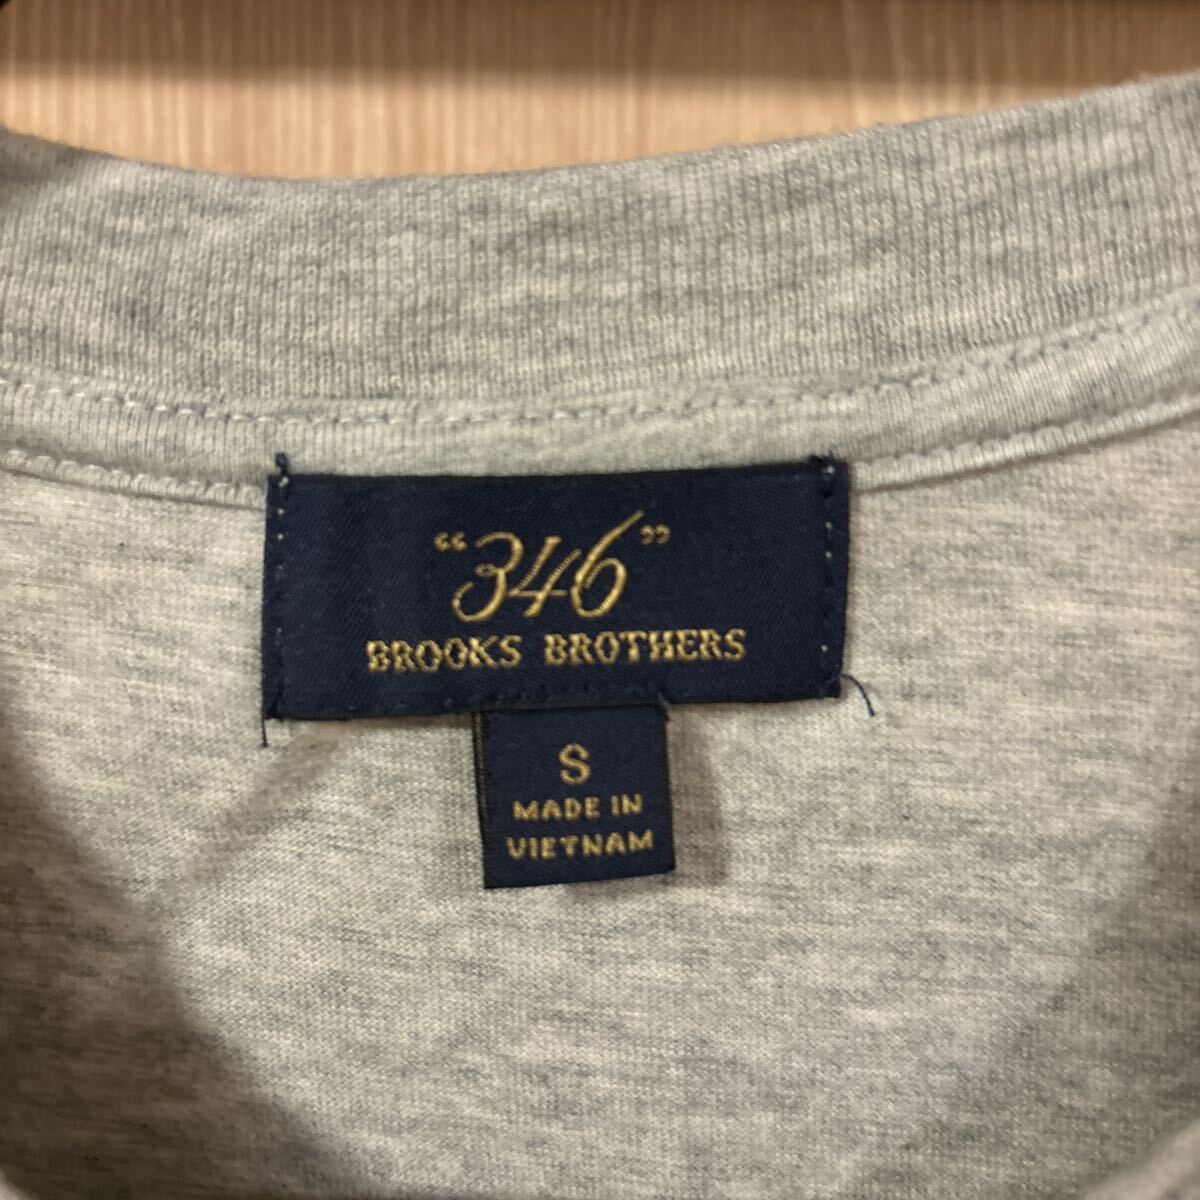 “346”
BROOKS BROTHERS
S
MADE IN
VIETNAM